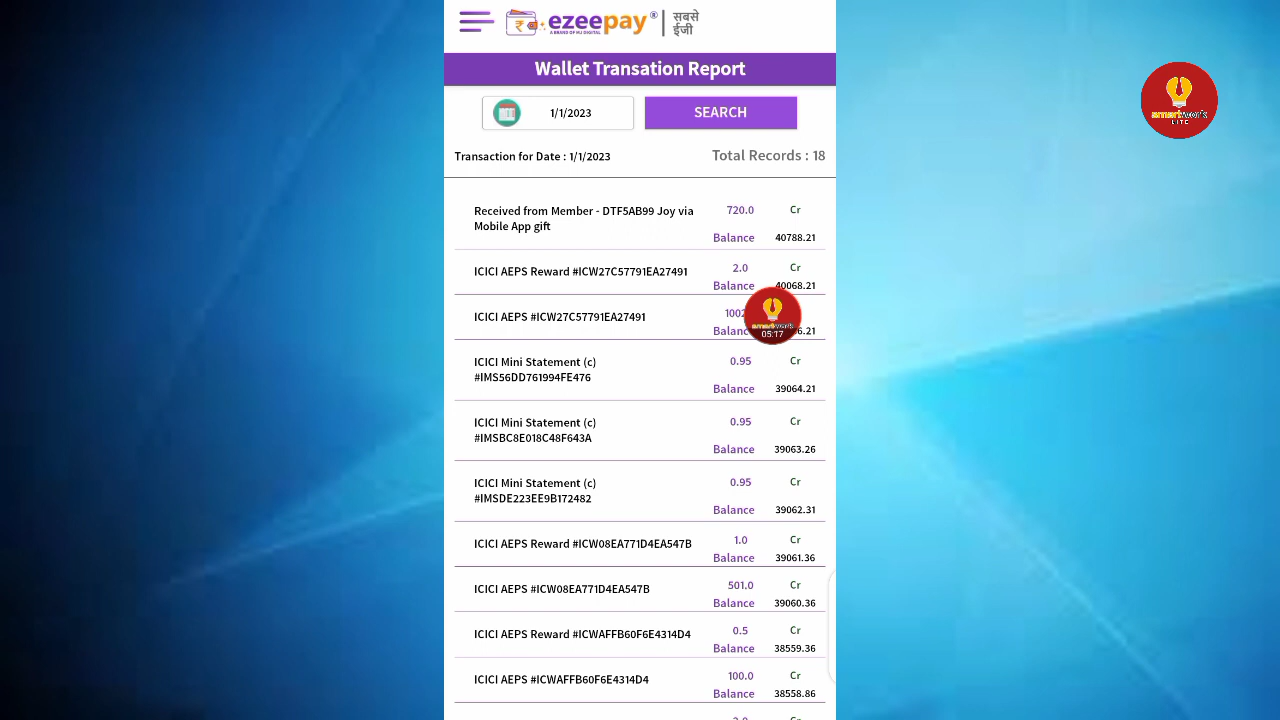 ezeepay®
A BRAND OF MJ DIGITAL
सबसे
ईजी
Wallet Transation Report
1/1/2023
SEARCH
Transaction for Date : 1/1/2023
Total Records : 18
Received from Member - DTF5AB99 Joy via 720.0 Cr
Mobile App gift
Balance 40788.21
ICICI AEPS Reward #ICW27C57791EA27491 2.0 Cr
Balance 40068.21
ICICI AEPS #ICW27C57791EA27491
ICICI Mini Statement (c) 0.95 Cr
#IMS56DD761994FE476
Balance 39064.21
ICICI Mini Statement (c) 0.95 Cr
#IMSBC8E018C48F643A
Balance 39063.26
ICICI Mini Statement (c) 0.95 Cr
#IMSDE223EE9B172482
Balance 39062.31
ICICI AEPS Reward #ICW08EA771D4EA547B 1.0 Cr
Balance 39061.36
ICICI AEPS #ICW08EA771D4EA547B 501.0 Cr
Balance 39060.36
ICICI AEPS Reward #ICWAFFB60F6E4314D4 0.5 Cr
Balance 38559.36
ICICI AEPS #ICWAFFB60F6E4314D4 100.0 Cr
Balance 38558.86
smartwork
LITE
05:17